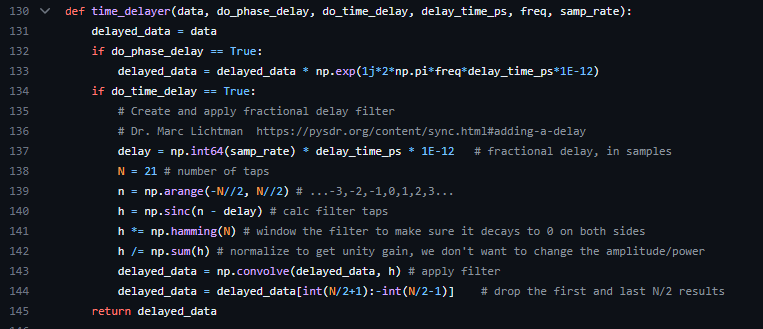 130 def time_delayer(data, do_phase_delay, do_time_delay, delay_time_ps, freq, samp_rate):
131 delayed_data = data
132 if do_phase_delay == True:
133 delayed_data = delayed_data * np.exp(1j*2*np.pi*freq*delay_time_ps*1E-12)
134 if do_time_delay == True:
135 # Create and apply fractional delay filter
136 # Dr. Marc Lichtman https://pysdr.org/content/sync.html#adding-a-delay
137 delay = np.int64(samp_rate) * delay_time_ps * 1E-12 # fractional delay, in samples
138 N = 21 # number of taps
139 n = np.arange(-N//2, N//2) # ...-3,-2,-1,0,1,2,3...
140 h = np.sinc(n - delay) # calc filter taps
141 h *= np.hamming(N) # window the filter to make sure it decays to 0 on both sides
142 h /= np.sum(h) # normalize to get unity gain, we don't want to change the amplitude/power
143 delayed_data = np.convolve(delayed_data, h) # apply filter
144 delayed_data = delayed_data[int(N/2+1):-int(N/2-1)] # drop the first and last N/2 results
145 return delayed_data